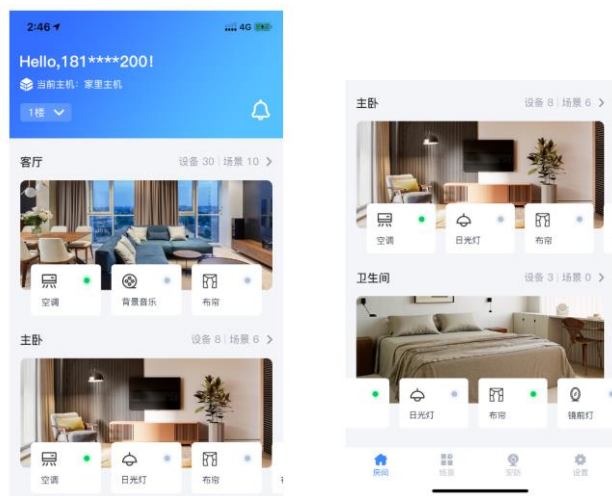 2:46
4G
Hello,181****200!
当前主机：家里主机
1楼
客厅
设备 30 | 场景 10
空调
背景音乐
布帘
主卧
设备 8 | 场景 6
空调
日光灯
布帘
主卧
设备 8 | 场景 6
空调
日光灯
布帘
卫生间
设备 3 | 场景 0
日光灯
布帘
镜前灯
房间
场景
安防
设置